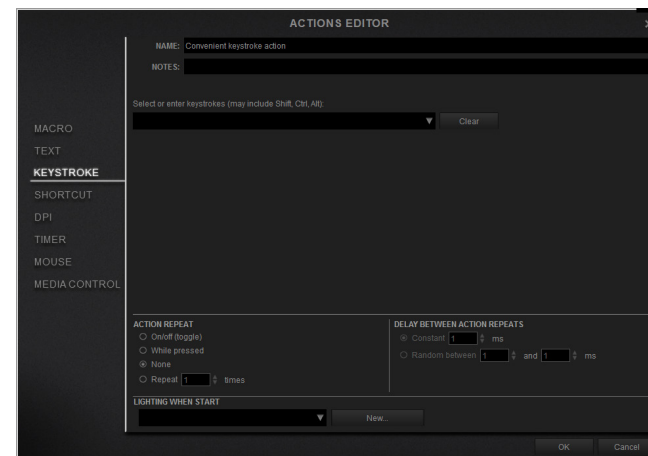 ACTIONS EDITOR
NAME: Convenient keystroke action
NOTES:
Select or enter keystrokes (may include Shift, Ctrl, Alt):
Clear
MACRO
TEXT
KEYSTROKE
SHORTCUT
DPI
TIMER
MOUSE
MEDIA CONTROL
ACTION REPEAT
On/off (toggle)
While pressed
None
Repeat 1 times
DELAY BETWEEN ACTION REPEATS
Constant 1 ms
Random between 1 and 1 ms
LIGHTING WHEN START
New...
OK Cancel